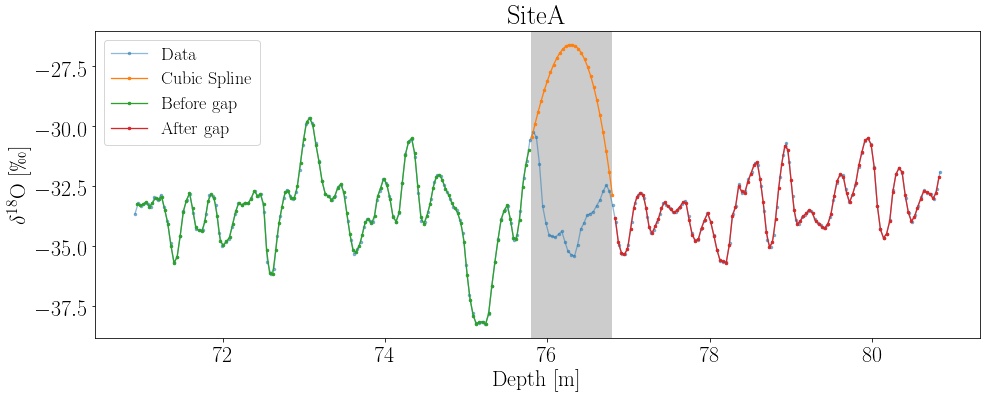 SiteA
Data
Cubic Spline
Before gap
After gap
−27.5
−30.0
−32.5
−35.0
−37.5
δ¹⁸O [‰]
72 74 76 78 80
Depth [m]